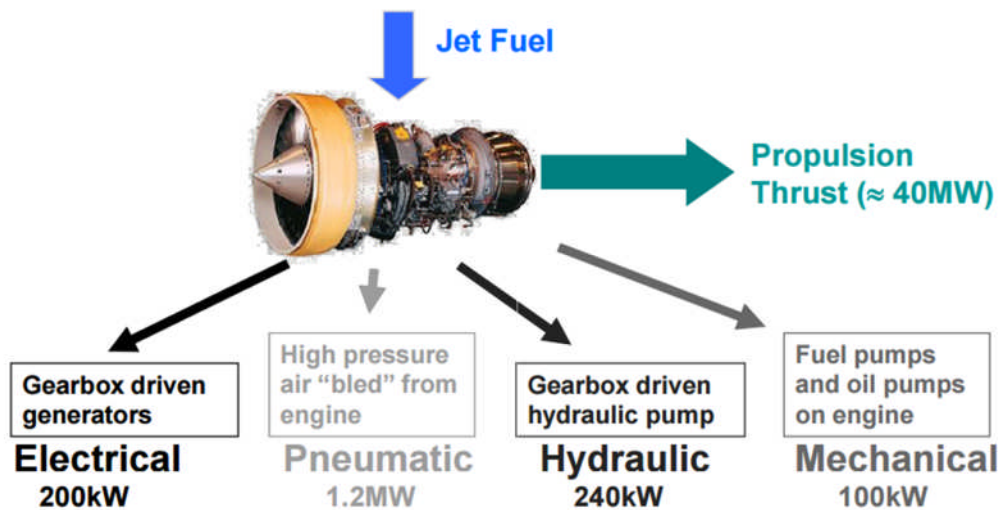 Jet Fuel
Propulsion
Thrust (≈ 40MW)
Gearbox driven
generators
Electrical
200kW
High pressure
air “bled” from
engine
Pneumatic
1.2MW
Gearbox driven
hydraulic pump
Hydraulic
240kW
Fuel pumps
and oil pumps
on engine
Mechanical
100kW